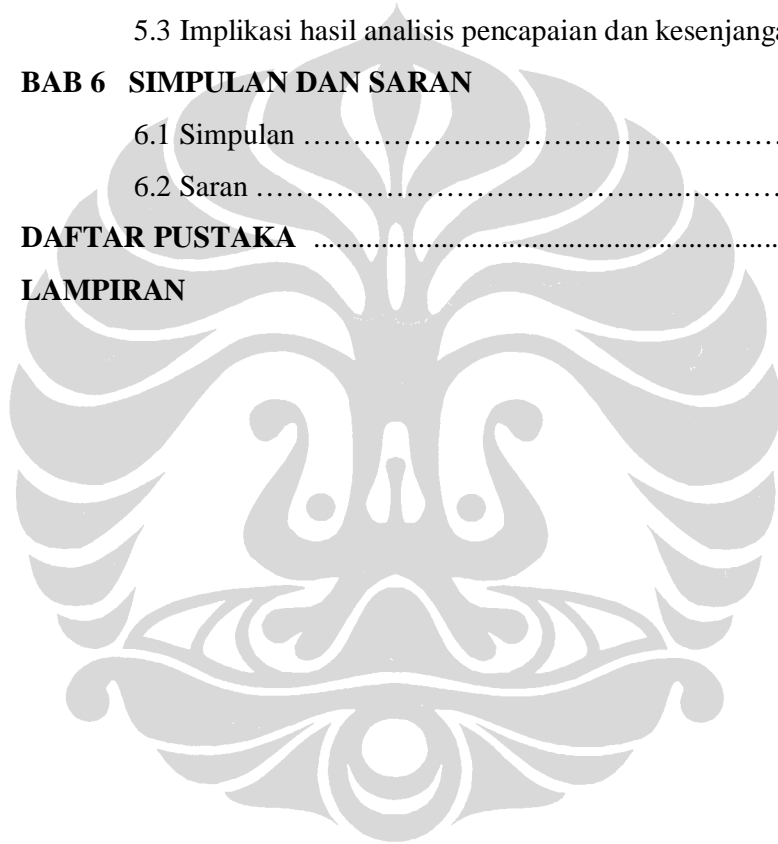 5.3 Implikasi hasil analisis pencapaian dan kesenjanga
BAB 6 SIMPULAN DAN SARAN
6.1 Simpulan ……………………………………………………
6.2 Saran …………………………………………………………
DAFTAR PUSTAKA ................................................................................
LAMPIRAN